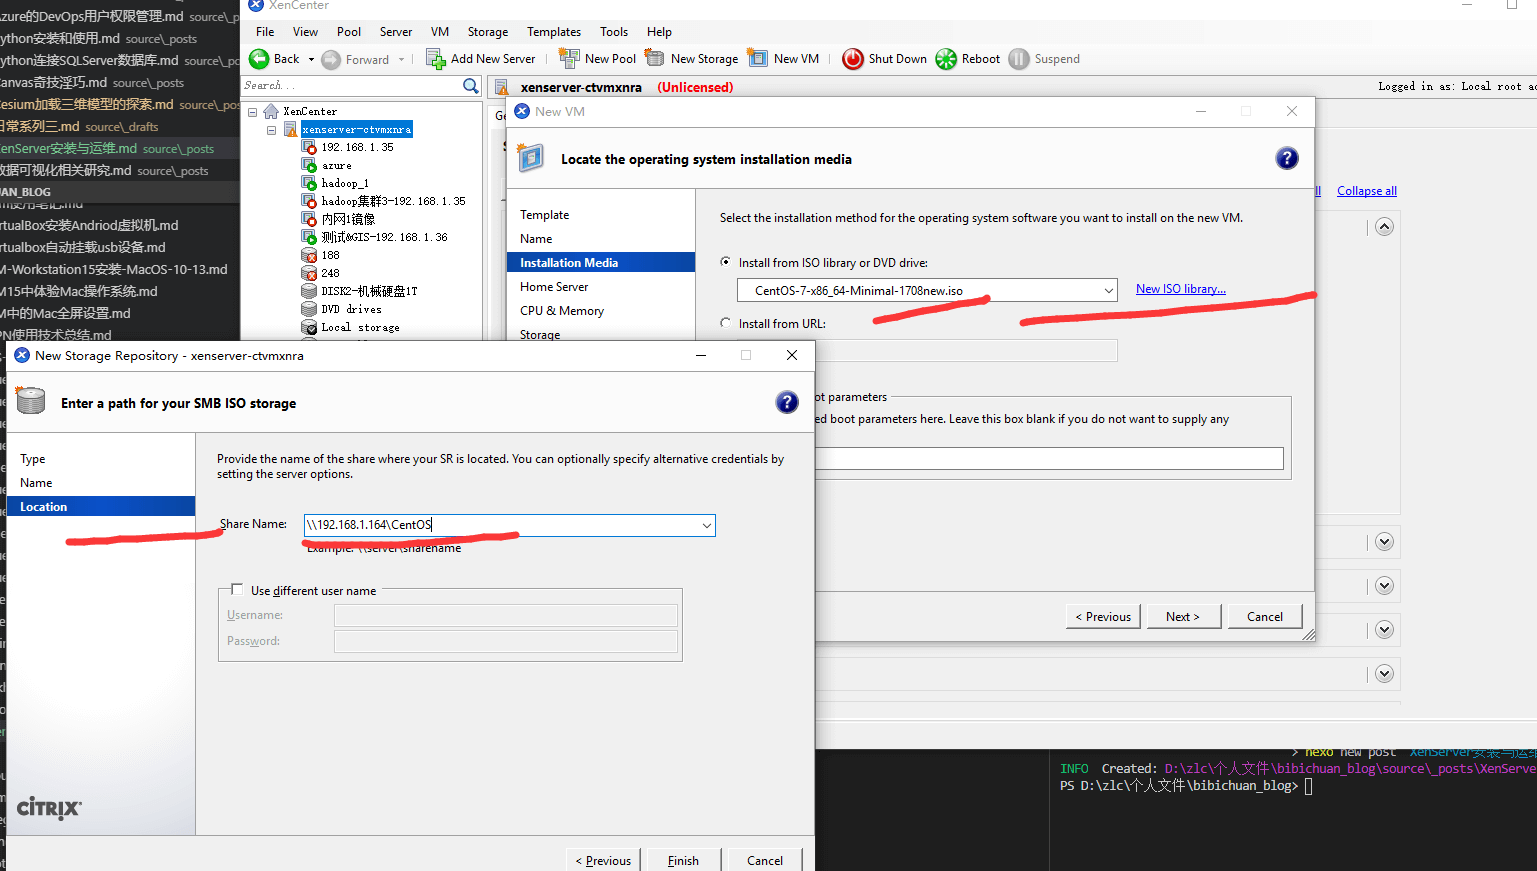 Azure的DevOps用户权限管理.md source\_p
ython安装和使用.md source\_posts
ython连接SQLServer数据库.md source\_po
Canvas奇技淫巧.md source\_posts
Cesium加载三维模型的探索.md source\_pos
日常系列三.md source\_drafts
XenServer安装与运维.md source\_posts
数据可视化相关研究.md source\_posts
UAN_BLOG
irtualBox安装Andriod虚拟机.md
irtualbox自动挂载usb设备.md
M-Workstation15安装-MacOS-10-13.md
M15中体验Mac操作系统.md
M中的Mac全屏设置.md
PN使用技术总结.md
XenCenter
File View Pool Server VM Storage Templates Tools Help
Back Forward Add New Server New Pool New Storage New VM Shut Down Reboot Suspend
Search...
xenserver-ctvmxnra (Unlicensed)
Logged in as: Local root ac
XenCenter
xenserver-ctvmxnra
192.168.1.35
azure
hadoop_1
hadoop集群3-192.168.1.35
内网1镜像
测试&GIS-192.168.1.36
188
248
DISK2-机械硬盘1T
DVD drives
Local storage
Ge
New VM
Locate the operating system installation media
Template
Name
Installation Media
Home Server
CPU & Memory
Storage
Select the installation method for the operating system software you want to install on the new VM.
Install from ISO library or DVD drive:
CentOS-7-x86_64-Minimal-1708new.iso
New ISO library...
Install from URL:
ot parameters
ed boot parameters here. Leave this box blank if you do not want to supply any
< Previous Next > Cancel
ll Collapse all
New Storage Repository - xenserver-ctvmxnra
Enter a path for your SMB ISO storage
Type
Name
Location
Provide the name of the share where your SR is located. You can optionally specify alternative credentials by
setting the server options.
Share Name:
\\192.168.1.164\CentOS
Example: \\server\sharename
Use different user name
Username:
Password:
CITRIX
< Previous Finish Cancel
> hexo new post XenServer安装与运维
INFO Created: D:\zlc\个人文件\bibichuan_blog\source\_posts\XenServe
PS D:\zlc\个人文件\bibichuan_blog>